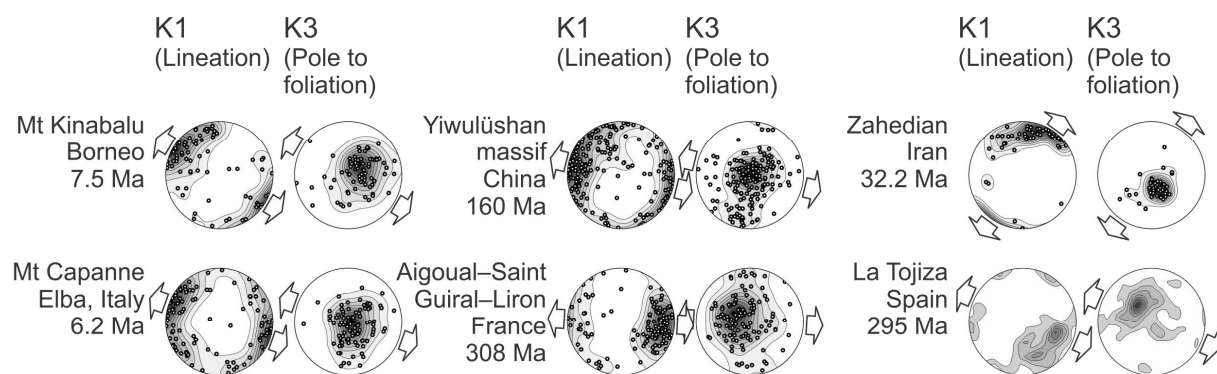 K1
(Lineation)
K3
(Pole to
foliation)
K1
(Lineation)
K3
(Pole to
foliation)
K1
(Lineation)
K3
(Pole to
foliation)
Mt Kinabalu
Borneo
7.5 Ma
Yiwulüshan
massif
China
160 Ma
Zahedian
Iran
32.2 Ma
Mt Capanne
Elba, Italy
6.2 Ma
Aigoual–Saint
Guiral–Liron
France
308 Ma
La Tojiza
Spain
295 Ma